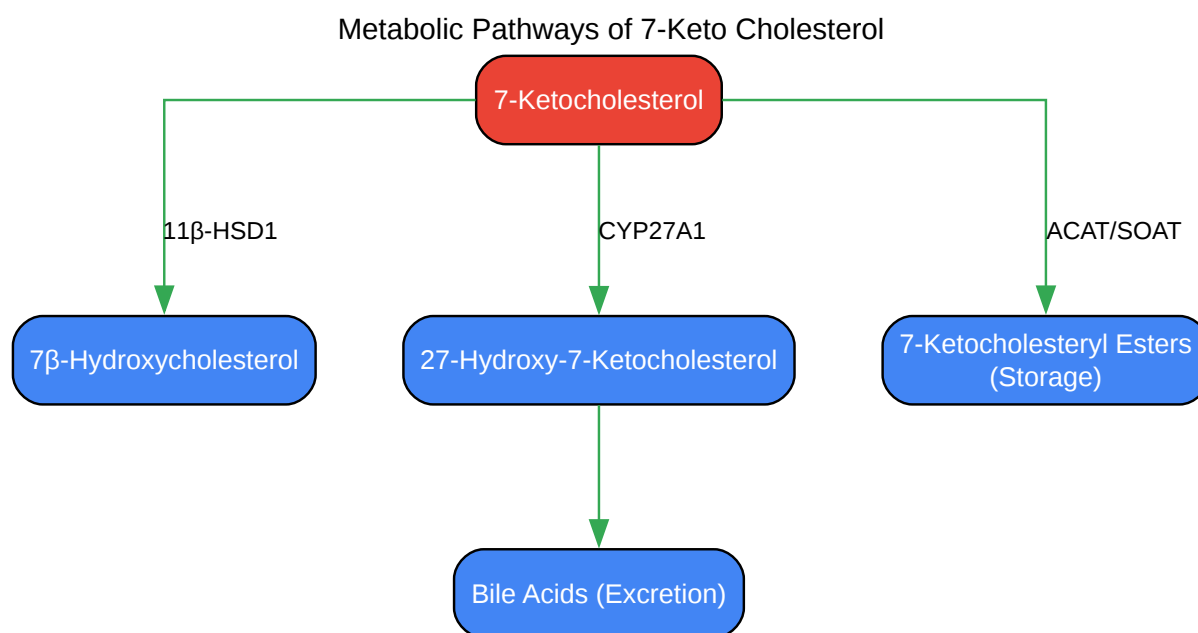 Metabolic Pathways of 7-Keto Cholesterol
7-Ketocholesterol
11β-HSD1
CYP27A1
ACAT/SOAT
7β-Hydroxycholesterol
27-Hydroxy-7-Ketocholesterol
7-Ketocholesteryl Esters
(Storage)
Bile Acids (Excretion)